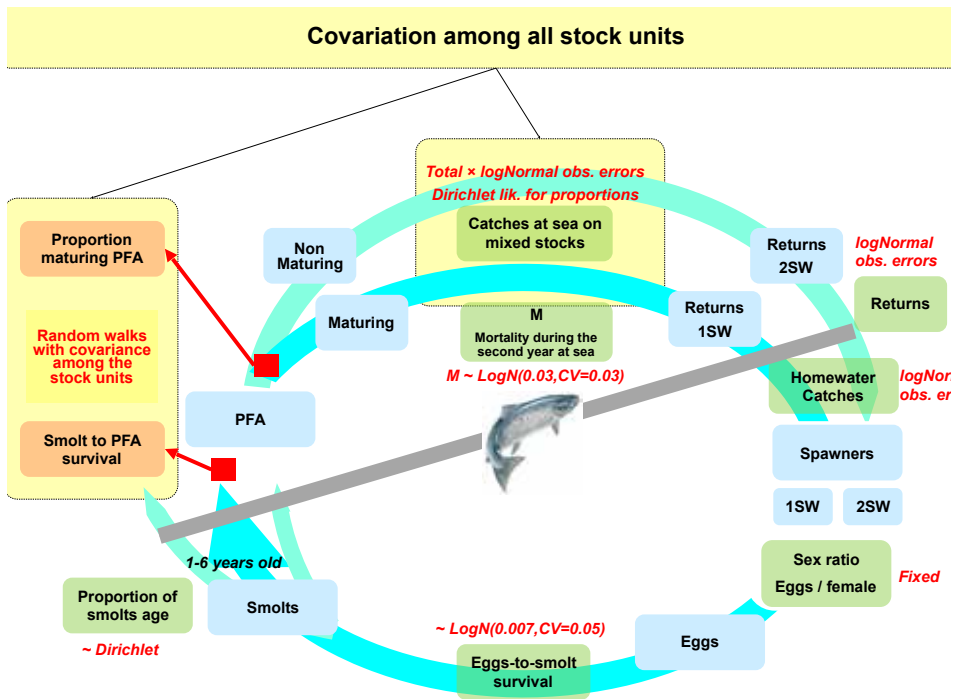 Covariation among all stock units
Total × logNormal obs. errors
Dirichlet lik. for proportions
Catches at sea on
mixed stocks
Proportion
maturing PFA
Non
Maturing
Returns
2SW
logNormal
obs. errors
Returns
Maturing
Returns
1SW
M
Mortality during the
second year at sea
M ~ LogN(0.03,CV=0.03)
Random walks
with covariance
among the
stock units
Homewater
Catches
logNor
obs. er
PFA
Smolt to PFA
survival
Spawners
1SW
2SW
1-6 years old
Sex ratio
Eggs / female
Fixed
Proportion of
smolts age
~ Dirichlet
Smolts
~ LogN(0.007,CV=0.05)
Eggs-to-smolt
survival
Eggs